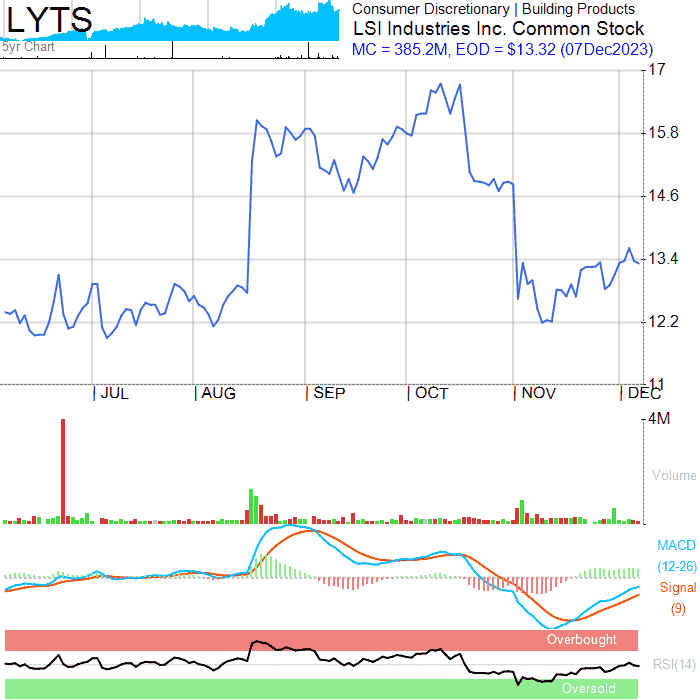 LYTS
5yr Chart
Consumer Discretionary | Building Products
LSI Industries Inc. Common Stock
MC = 385.2M, EOD = $13.32 (07Dec2023)
17
15.8
14.6
13.4
12.2
11
JUL
AUG
SEP
OCT
NOV
DEC
4M
Volume
MACD
(12-26)
Signal
(9)
Overbought
RSI(14)
Oversold